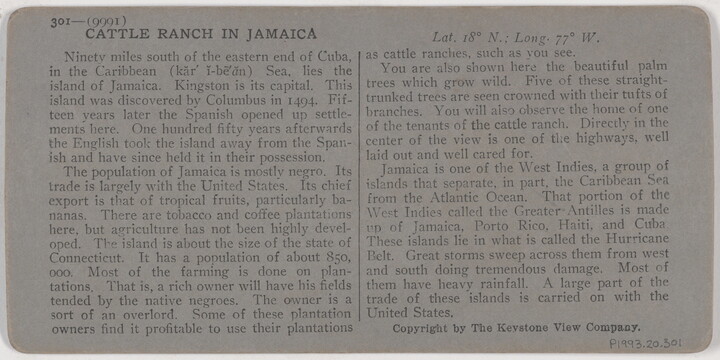 301—(9991)
CATTLE RANCH IN JAMAICA
Lat. 18° N.; Long. 77° W.
Ninety miles south of the eastern end of Cuba,
in the Caribbean (kăr´ ĭ-bē´ăn) Sea, lies the
island of Jamaica. Kingston is its capital. This
island was discovered by Columbus in 1494. Fif-
teen years later the Spanish opened up settle-
ments here. One hundred fifty years afterwards
the English took the island away from the Span-
ish and have since held it in their possession.
The population of Jamaica is mostly negro. Its
trade is largely with the United States. Its chief
export is that of tropical fruits, particularly ba-
nanas. There are tobacco and coffee plantations
here, but agriculture has not been highly devel-
oped. The island is about the size of the state of
Connecticut. It has a population of about 850,
000. Most of the farming is done on plan-
tations. That is, a rich owner will have his fields
tended by the native negroes. The owner is a
sort of an overlord. Some of these plantation
owners find it profitable to use their plantations
as cattle ranches, such as you see.
You are also shown here the beautiful palm
trees which grow wild. Five of these straight-
trunked trees are seen crowned with their tufts of
branches. You will also observe the home of one
of the tenants of the cattle ranch. Directly in the
center of the view is one of the highways, well
laid out and well cared for.
Jamaica is one of the West Indies, a group of
islands that separate, in part, the Caribbean Sea
from the Atlantic Ocean. That portion of the
West Indies called the Greater Antilles is made
up of Jamaica, Porto Rico, Haiti, and Cuba
These islands lie in what is called the Hurricane
Belt. Great storms sweep across them from west
and south doing tremendous damage. Most of
them have heavy rainfall. A large part of the
trade of these islands is carried on with the
United States.
Copyright by The Keystone View Company.
P1993.20.301